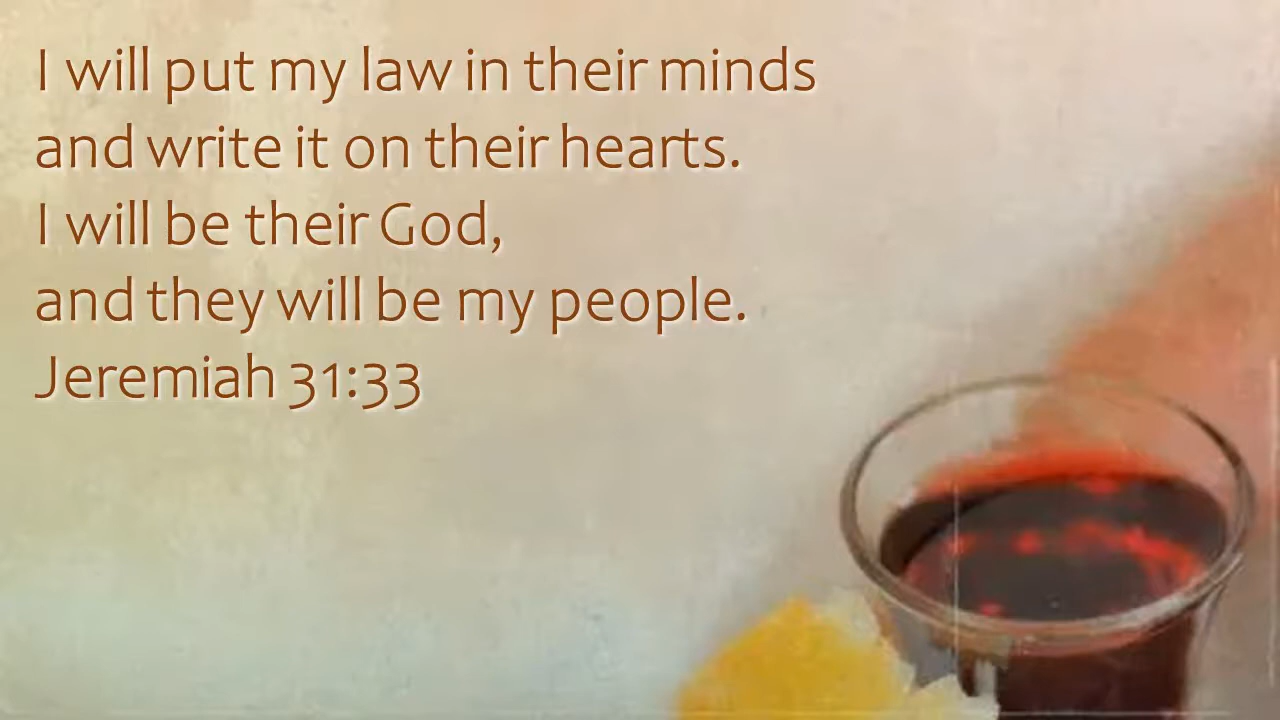 I will put my law in their minds
and write it on their hearts.
I will be their God,
and they will be my people.
Jeremiah 31:33